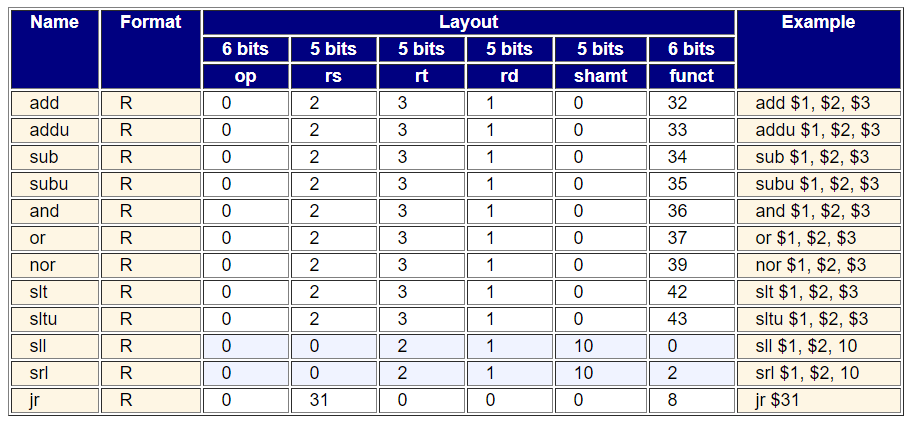 Name Format Layout Example
6 bits 5 bits 5 bits 5 bits 5 bits 6 bits
op rs rt rd shamt funct
add R 0 2 3 1 0 32 add $1, $2, $3
addu R 0 2 3 1 0 33 addu $1, $2, $3
sub R 0 2 3 1 0 34 sub $1, $2, $3
subu R 0 2 3 1 0 35 subu $1, $2, $3
and R 0 2 3 1 0 36 and $1, $2, $3
or R 0 2 3 1 0 37 or $1, $2, $3
nor R 0 2 3 1 0 39 nor $1, $2, $3
slt R 0 2 3 1 0 42 slt $1, $2, $3
sltu R 0 2 3 1 0 43 sltu $1, $2, $3
sll R 0 0 2 1 10 0 sll $1, $2, 10
srl R 0 0 2 1 10 2 srl $1, $2, 10
jr R 0 31 0 0 0 8 jr $31